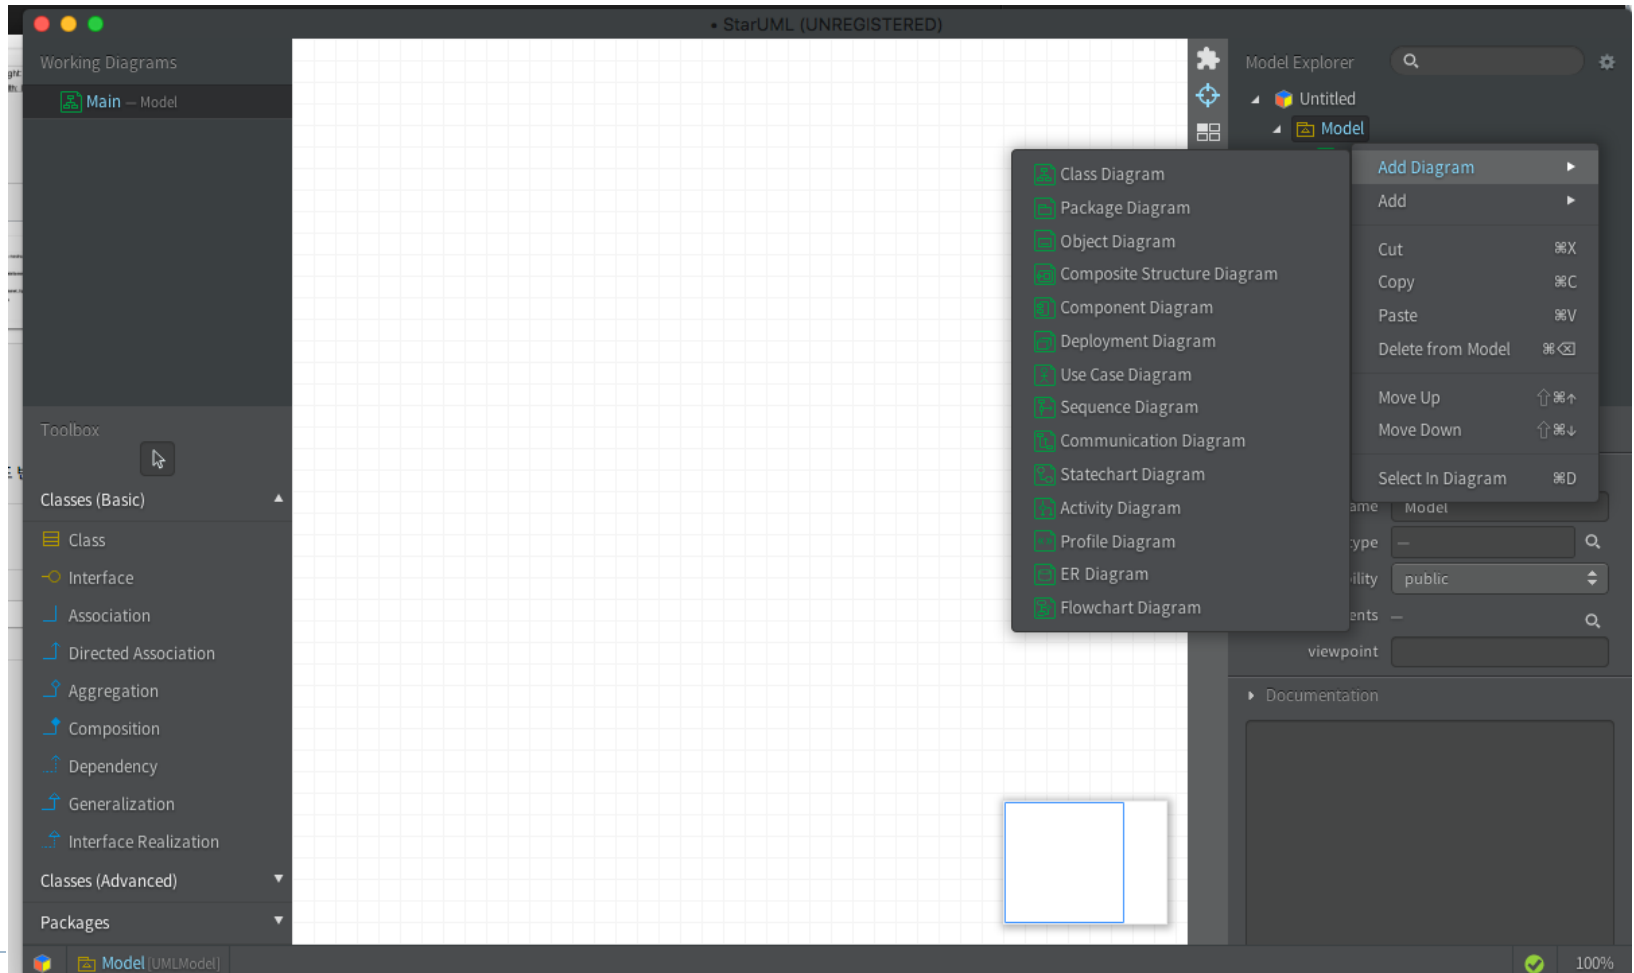 • StarUML (UNREGISTERED)
Working Diagrams
Main — Model
Toolbox
Classes (Basic)
Class
Interface
Association
Directed Association
Aggregation
Composition
Dependency
Generalization
Interface Realization
Classes (Advanced)
Packages
Class Diagram
Package Diagram
Object Diagram
Composite Structure Diagram
Component Diagram
Deployment Diagram
Use Case Diagram
Sequence Diagram
Communication Diagram
Statechart Diagram
Activity Diagram
Profile Diagram
ER Diagram
Flowchart Diagram
Model Explorer
Untitled
Model
Add Diagram
Add
Cut ⌘X
Copy ⌘C
Paste ⌘V
Delete from Model ⌘⌫
Move Up ⇧⌘↑
Move Down ⇧⌘↓
Select In Diagram ⌘D
ame Model
type —
ility public
ents —
viewpoint
Documentation
Model [UMLModel]
100%